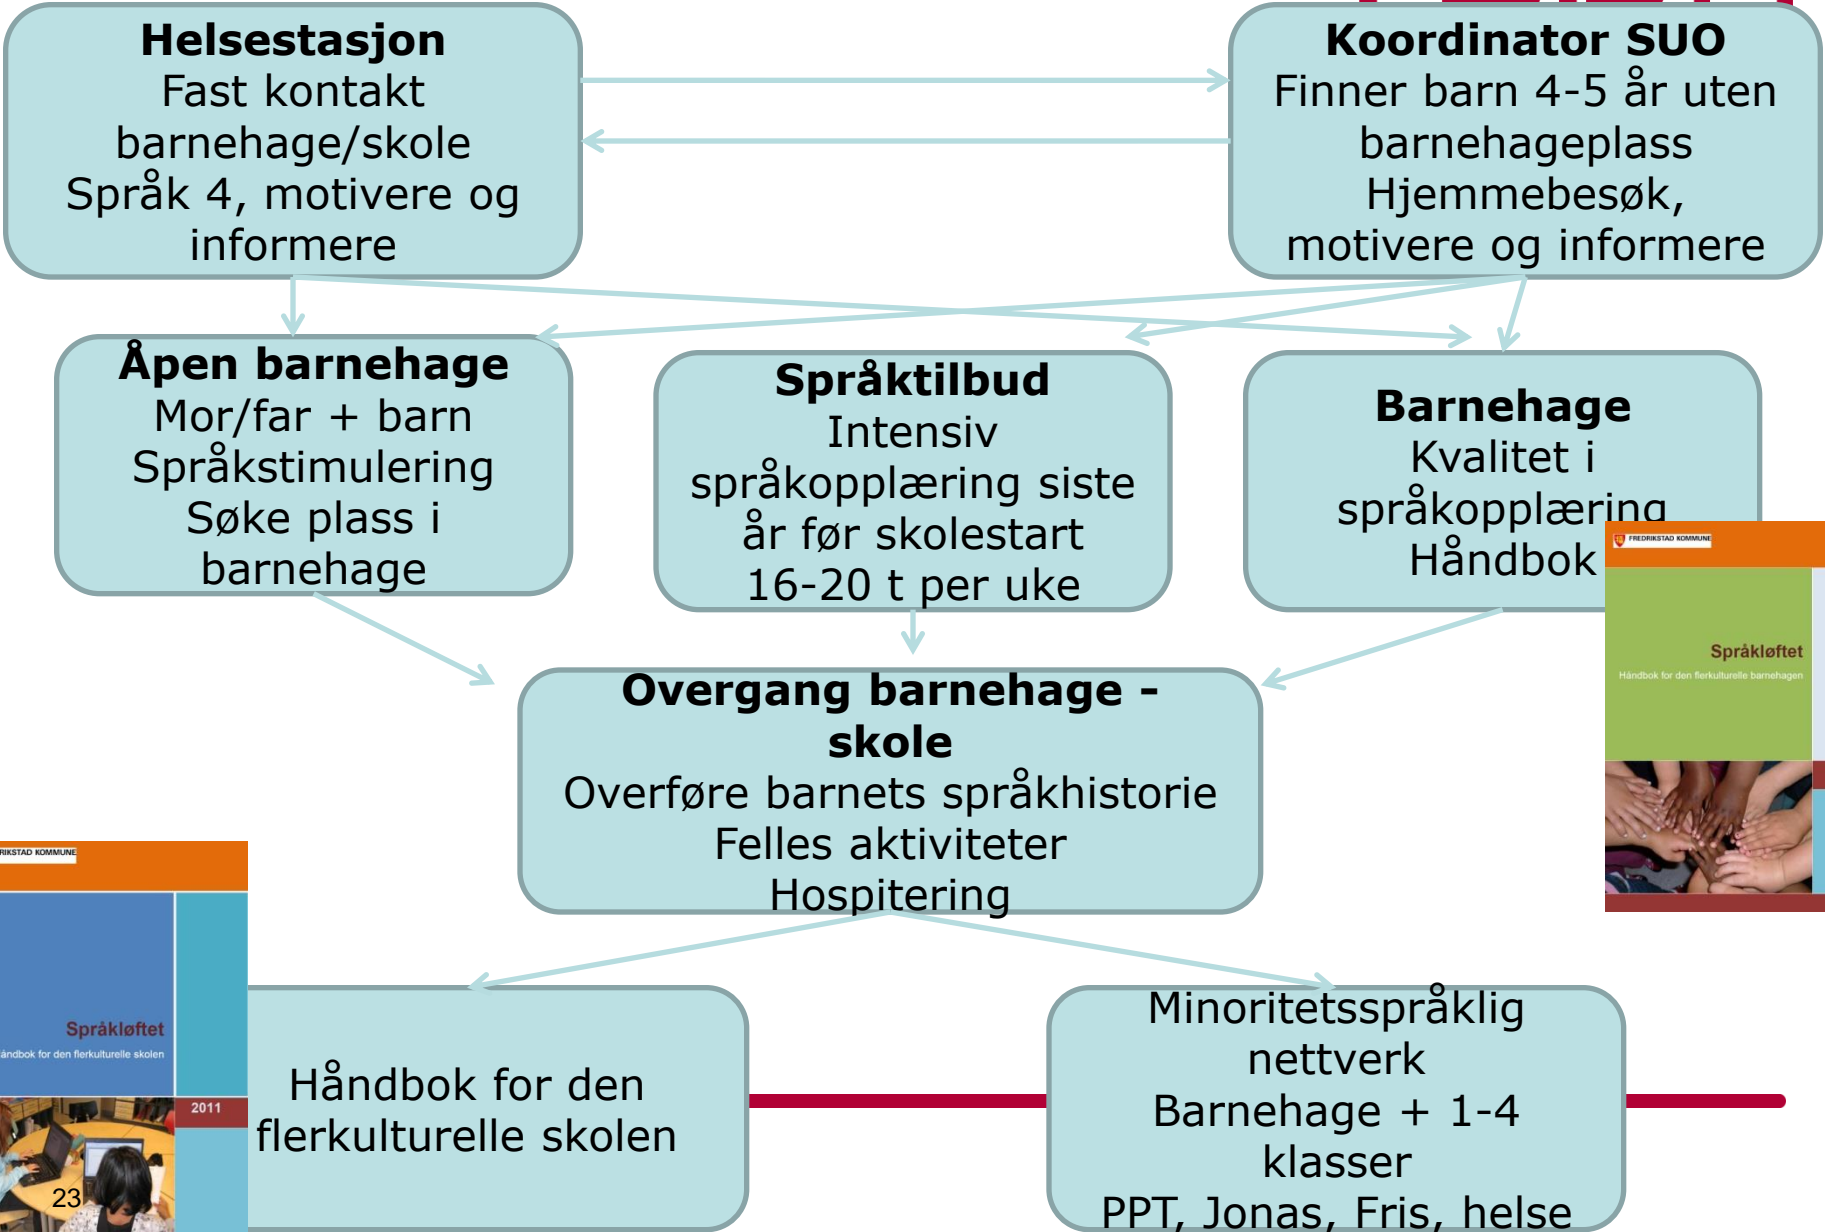 Helsestasjon
Fast kontakt
barnehage/skole
Språk 4, motivere og
informere
Koordinator SUO
Finner barn 4-5 år uten
barnehageplass
Hjemmebesøk,
motivere og informere
Åpen barnehage
Mor/far + barn
Språkstimulering
Søke plass i
barnehage
Språktilbud
Intensiv
språkopplæring siste
år før skolestart
16-20 t per uke
Barnehage
Kvalitet i
språkopplæring
Håndbok
FREDRIKSTAD KOMMUNE
Språkløftet
Håndbok for den flerkulturelle barnehagen
Overgang barnehage -
skole
Overføre barnets språkhistorie
Felles aktiviteter
Hospitering
RIKSTAD KOMMUNE
Språkløftet
åndbok for den flerkulturelle skolen
2011
23
Håndbok for den
flerkulturelle skolen
Minoritetsspråklig
nettverk
Barnehage + 1-4
klasser
PPT, Jonas, Fris, helse